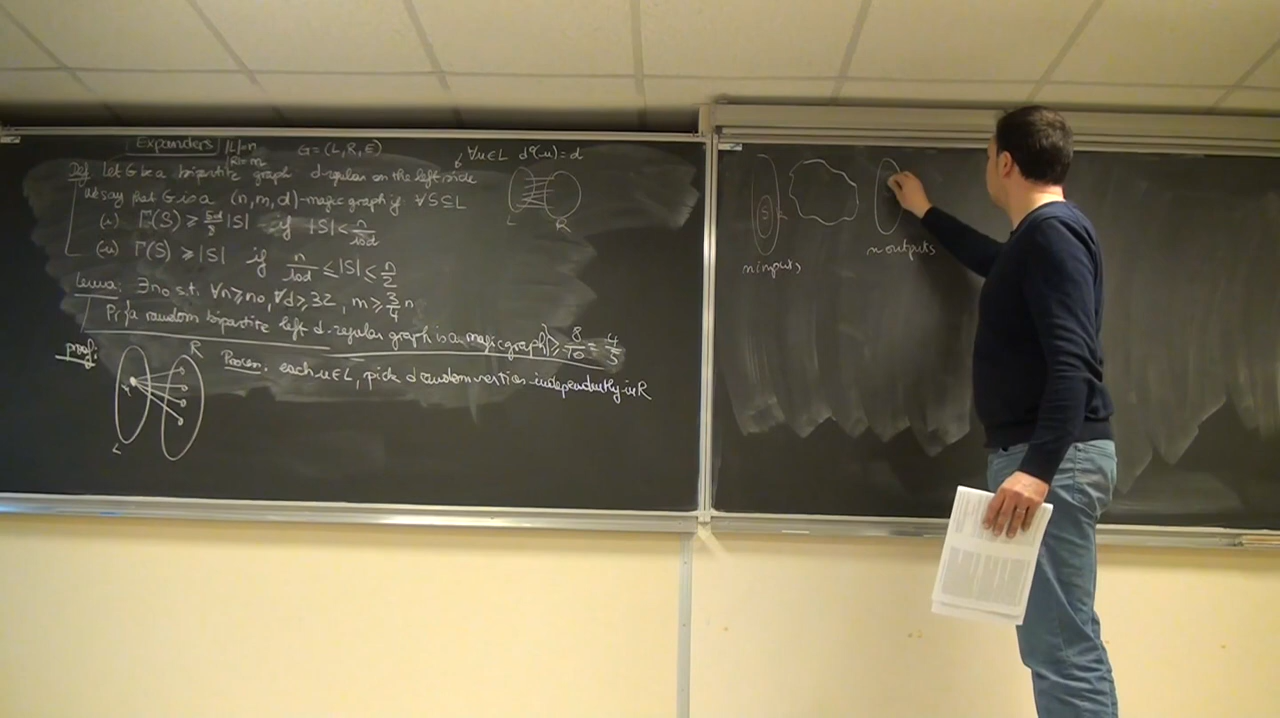 Expanders |L|=n G = (L, R, E)
|R|= m ∀u∈L d°(u) = d
Def let G be a bipartite graph d-regular on the left side
We say that G is a (n, m, d)-magic graph if ∀S⊆L
(i) Γ(S) ≥ 5d/8 |S| if |S| < n/10d
(ii) Γ(S) ≥ |S| if n/10d ≤ |S| < n/2
L R
Lemma: ∃n₀ s.t. ∀n≥n₀, ∀d≥32, m ≥ 3/4 n
Pr{a random bipartite left d-regular graph is a magic graph} ≥ 8/10 = 4/5
proof:
R
L
Process. each u∈L, pick d random vertices independently in R
S
n inputs
n outputs